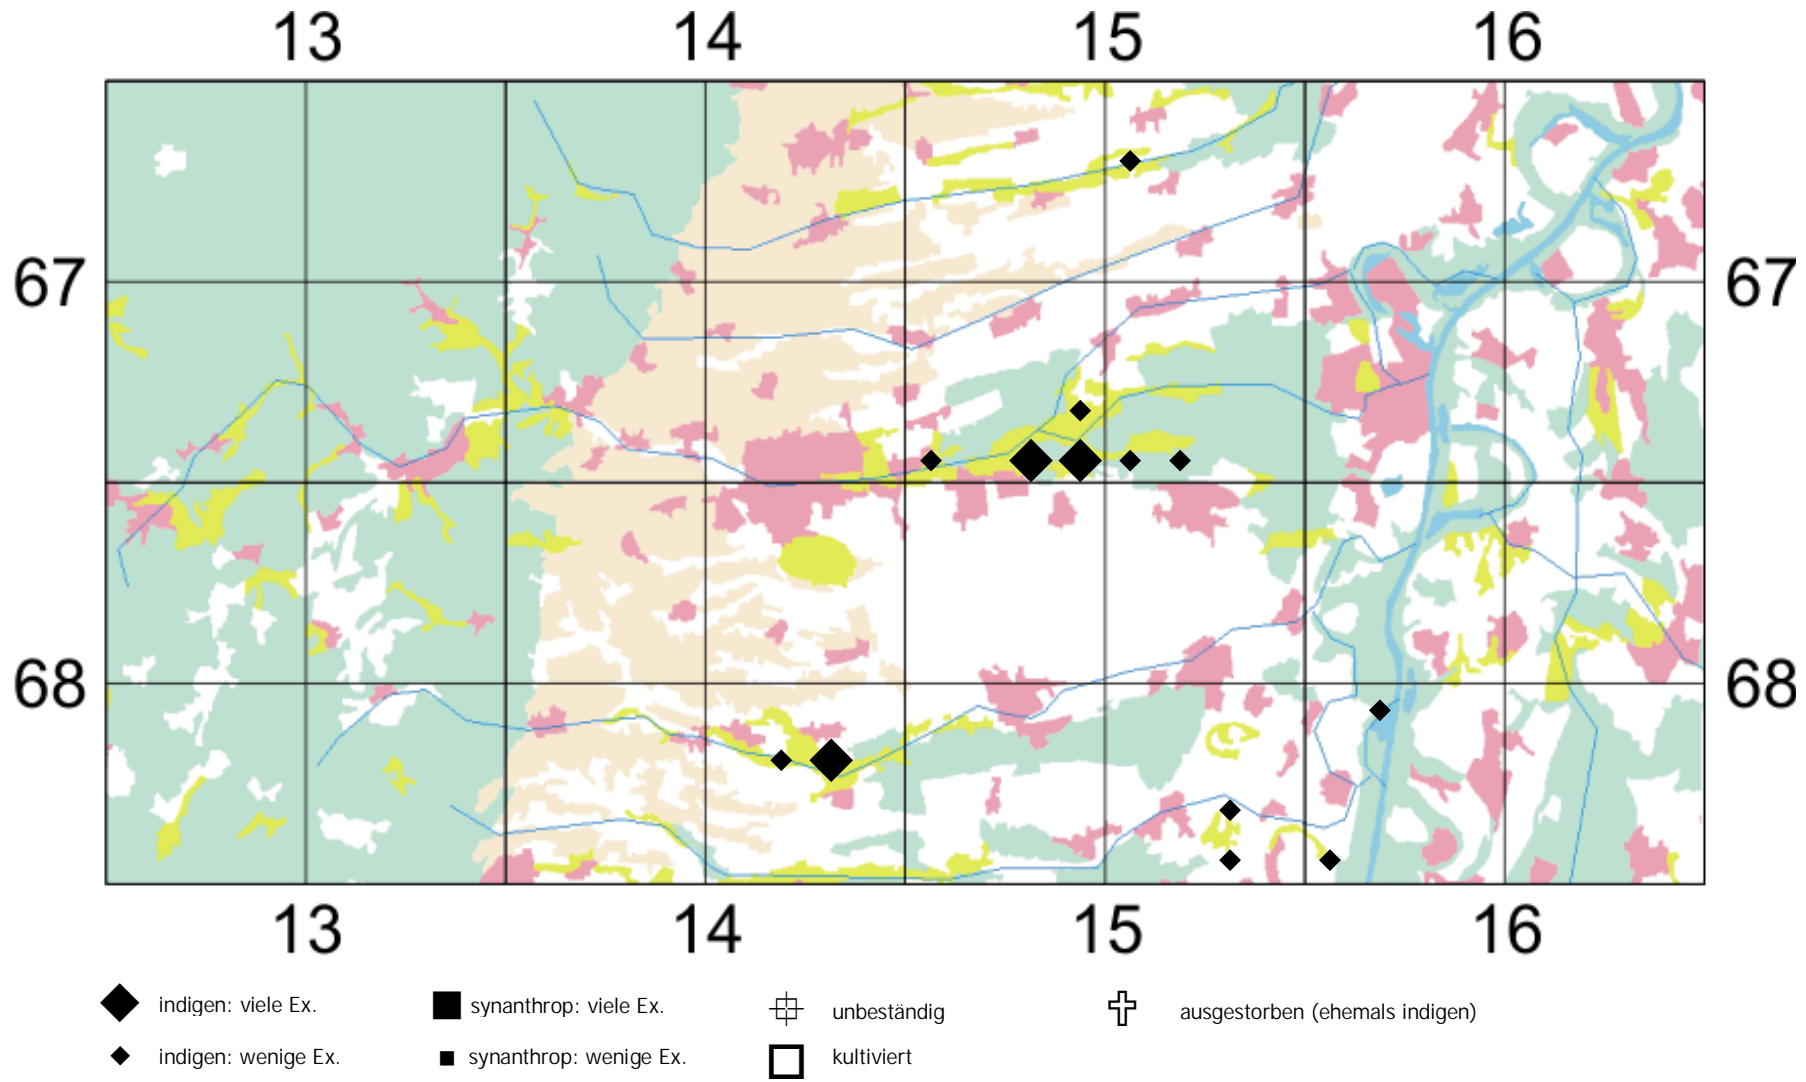 13 14 15 16
67 67
68 68
13 14 15 16
indigen: viele Ex. synanthrop: viele Ex. unbeständig ausgestorben (ehemals indigen)
indigen: wenige Ex. synanthrop: wenige Ex. kultiviert